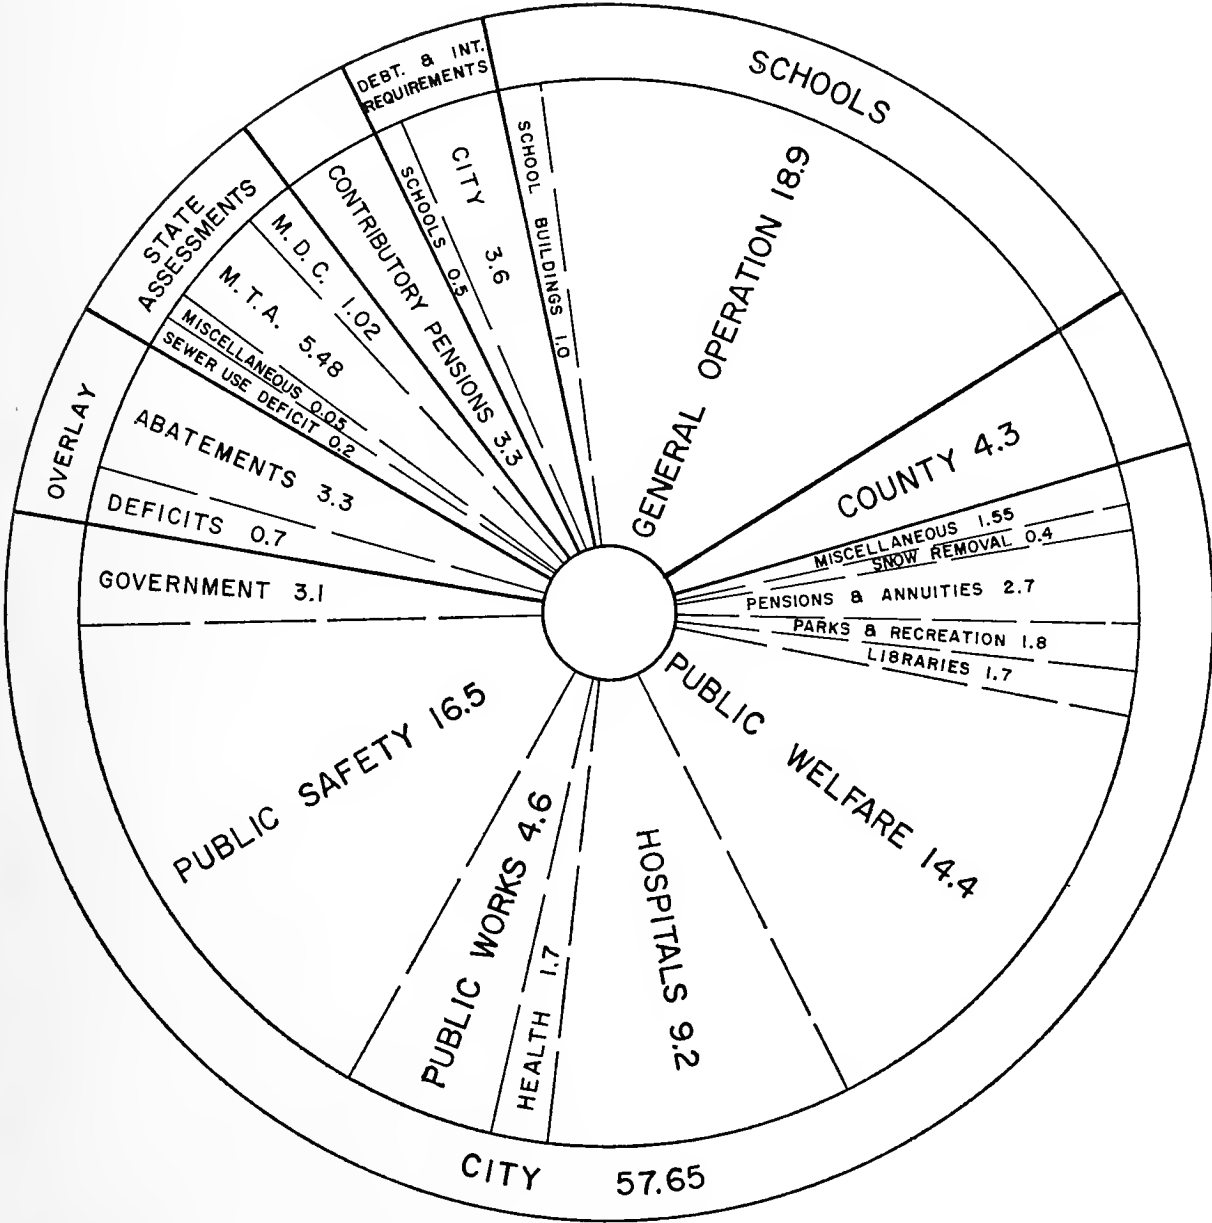 SCHOOLS
GENERAL OPERATION 18.9
SCHOOL BUILDINGS 1.0
COUNTY 4.3
MISCELLANEOUS 1.55
SNOW REMOVAL 0.4
PENSIONS & ANNUITIES 2.7
PARKS & RECREATION 1.8
LIBRARIES 1.7
PUBLIC WELFARE 14.4
HOSPITALS 9.2
HEALTH 1.7
PUBLIC WORKS 4.6
PUBLIC SAFETY 16.5
GOVERNMENT 3.1
CITY 57.65
OVERLAY
DEFICITS 0.7
ABATEMENTS 3.3
STATE
ASSESSMENTS
SEWER USE DEFICIT 0.2
MISCELLANEOUS 0.05
M.T.A. 5.48
M.D.C. 1.02
CONTRIBUTORY PENSIONS 3.3
DEBT. & INT.
REQUIREMENTS
SCHOOLS 0.5
CITY 3.6